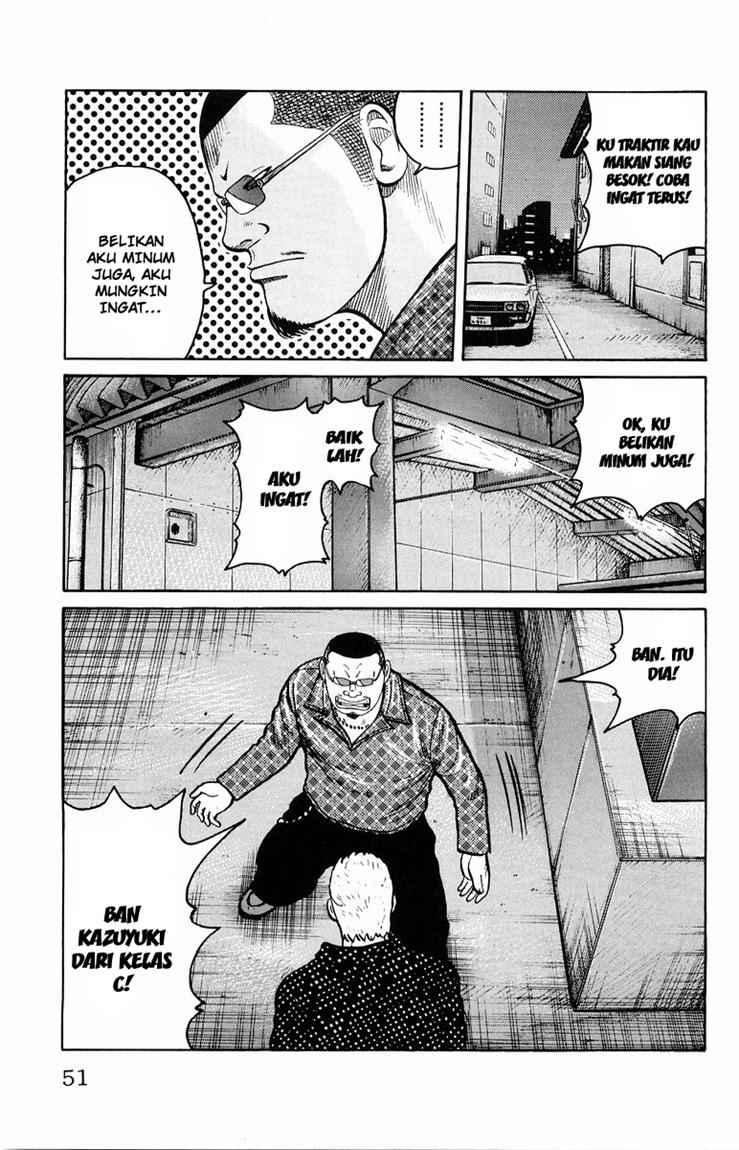 KU TRAKTIR KAU
MAKAN SIANG
BESOK! COBA
INGAT TERUS!
.......
BELIKAN
AKU MINUM
JUGA, AKU
MUNGKIN
INGAT...
OK, KU
BELIKAN
MINUM JUGA!
BAIK
LAH!
AKU
INGAT!
BAN. ITU
DIA!
BAN
KAZUYUKI
DARI KELAS
C!
51